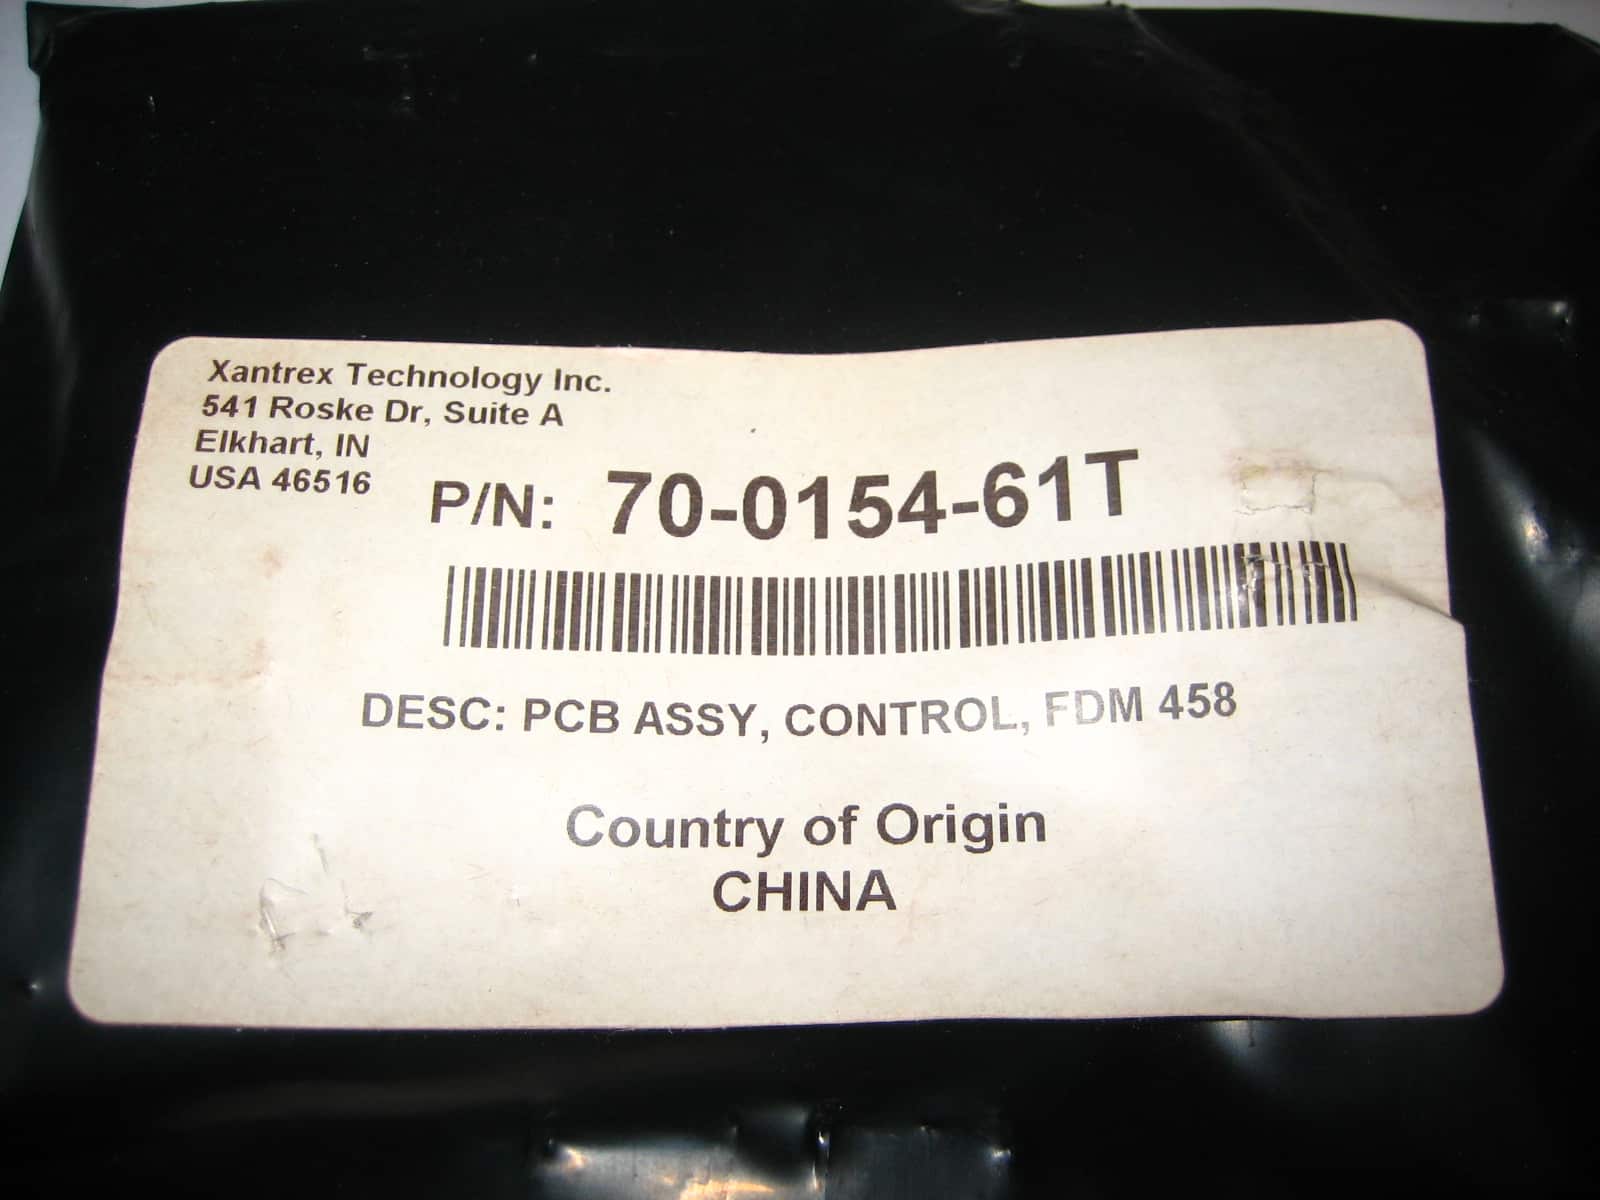 Xantrex Technology Inc.
541 Roske Dr, Suite A
Elkhart, IN
USA 46516
P/N: 70-0154-61T
DESC: PCB ASSY, CONTROL, FDM 458
Country of Origin
CHINA